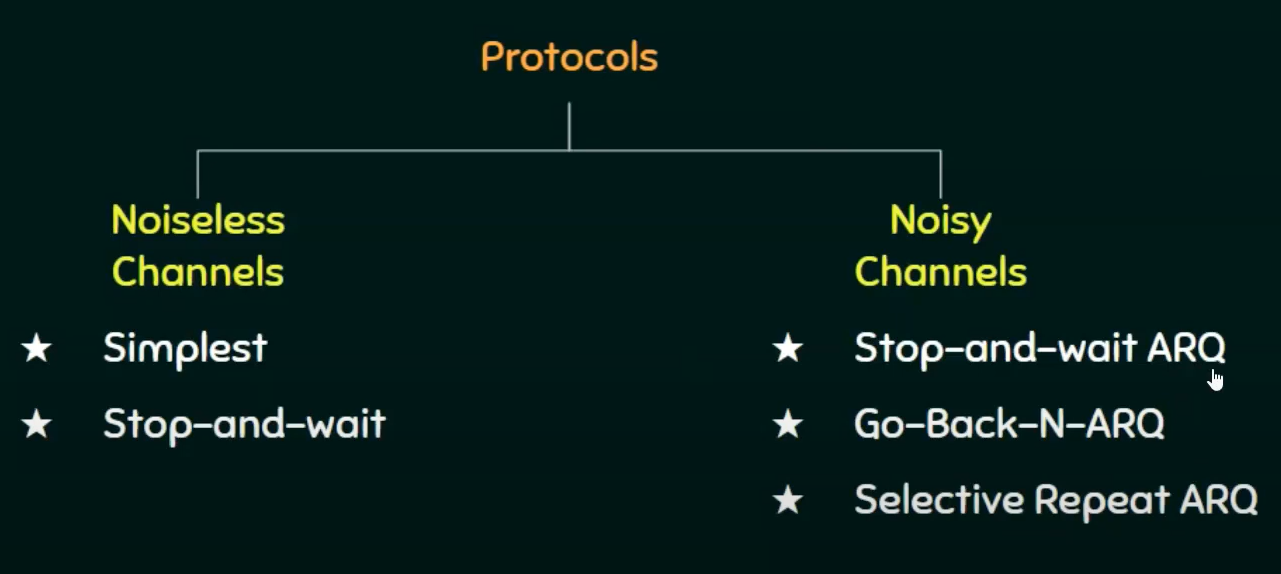 Protocols
Noiseless
Channels
★ Simplest
★ Stop-and-wait
Noisy
Channels
★ Stop-and-wait ARQ
★ Go-Back-N-ARQ
★ Selective Repeat ARQ